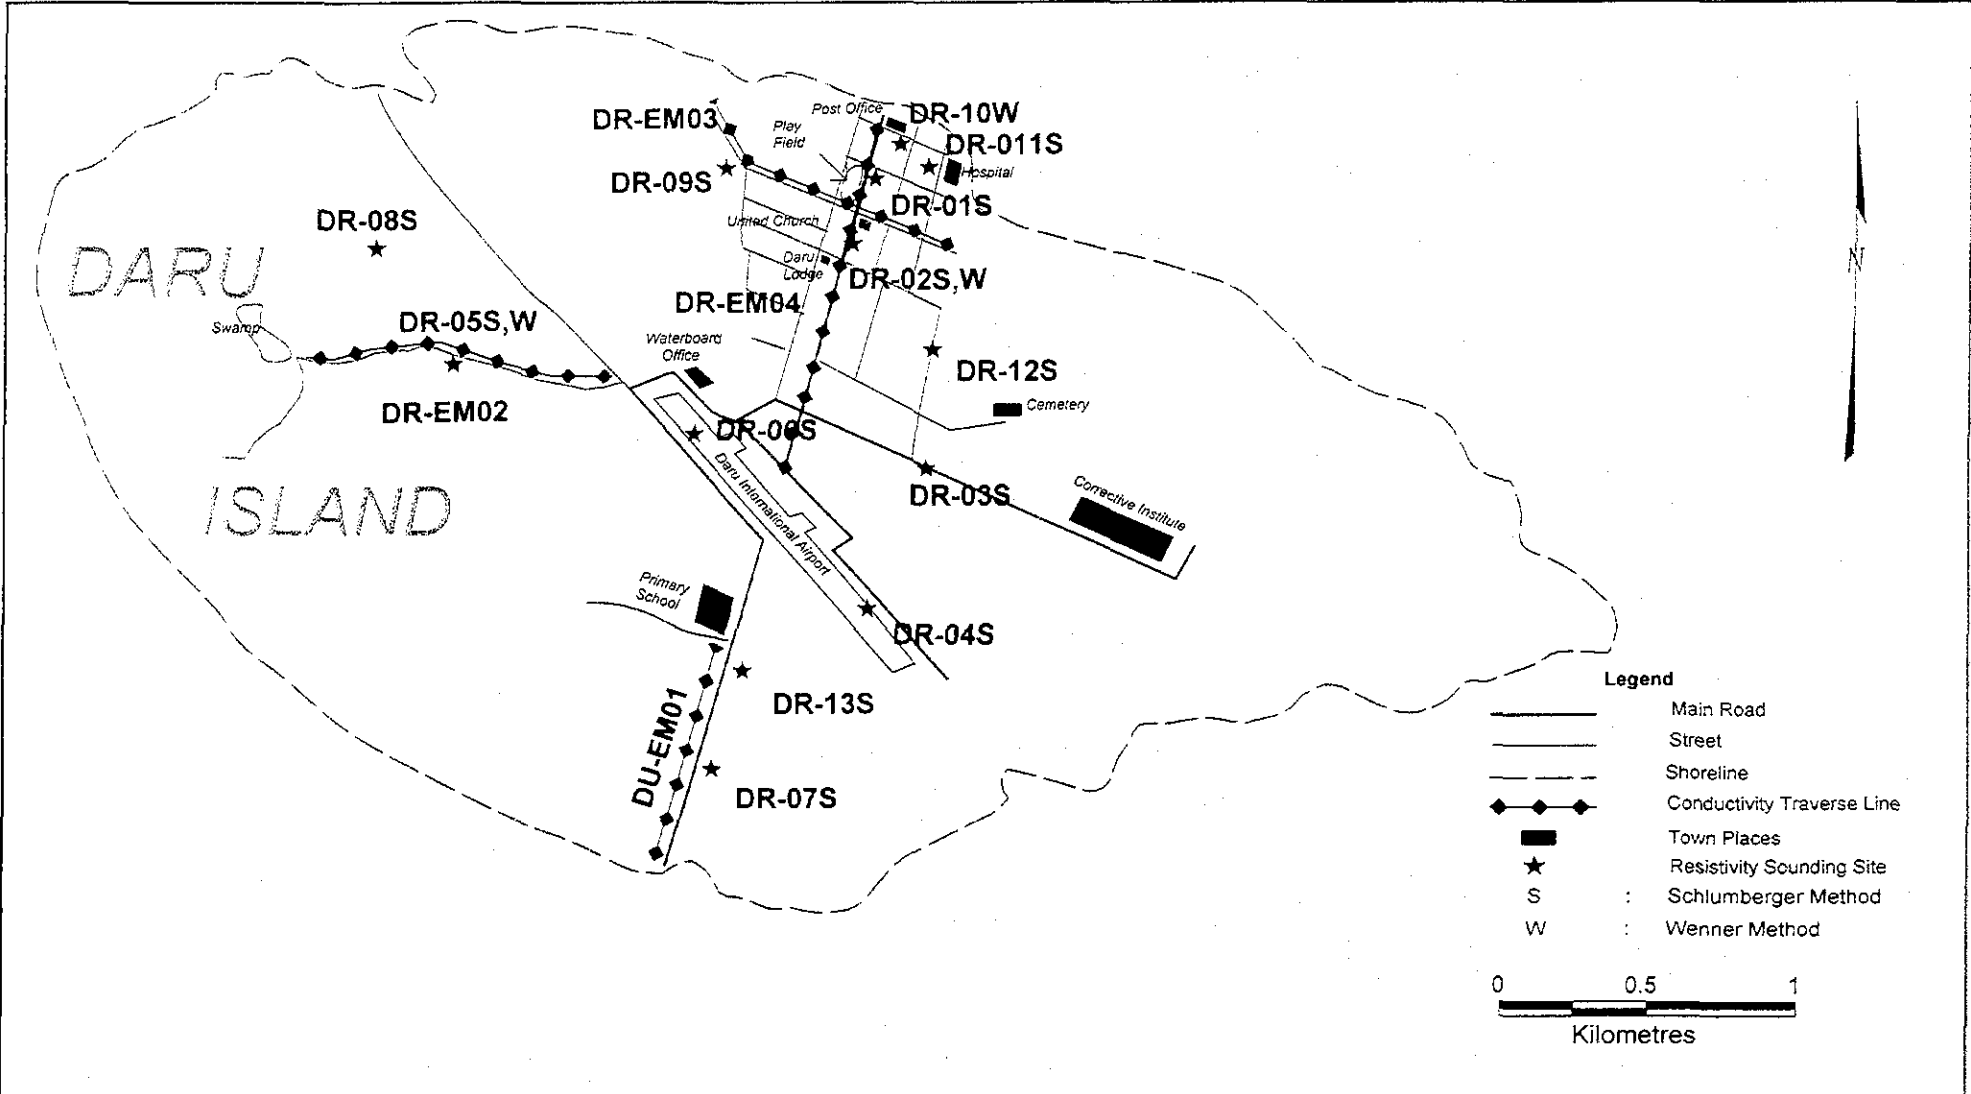 Post Office
DR-10W
DR-EM03
Play
Field
DR-011S
Hospital
DR-09S
DR-01S
DR-08S
United Church
DARU
Daru
Lodge
DR-02S,W
DR-EM04
Swamp
DR-05S,W
Waterboard
Office
DR-12S
DR-EM02
Cemetery
DR-06S
Daru International Airport
DR-03S
Corrective Institute
ISLAND
Primary
School
DR-04S
DR-13S
DU-EM01
DR-07S
N
Legend
Main Road
Street
Shoreline
Conductivity Traverse Line
Town Places
Resistivity Sounding Site
S : Schlumberger Method
W : Wenner Method
0 0.5 1
Kilometres